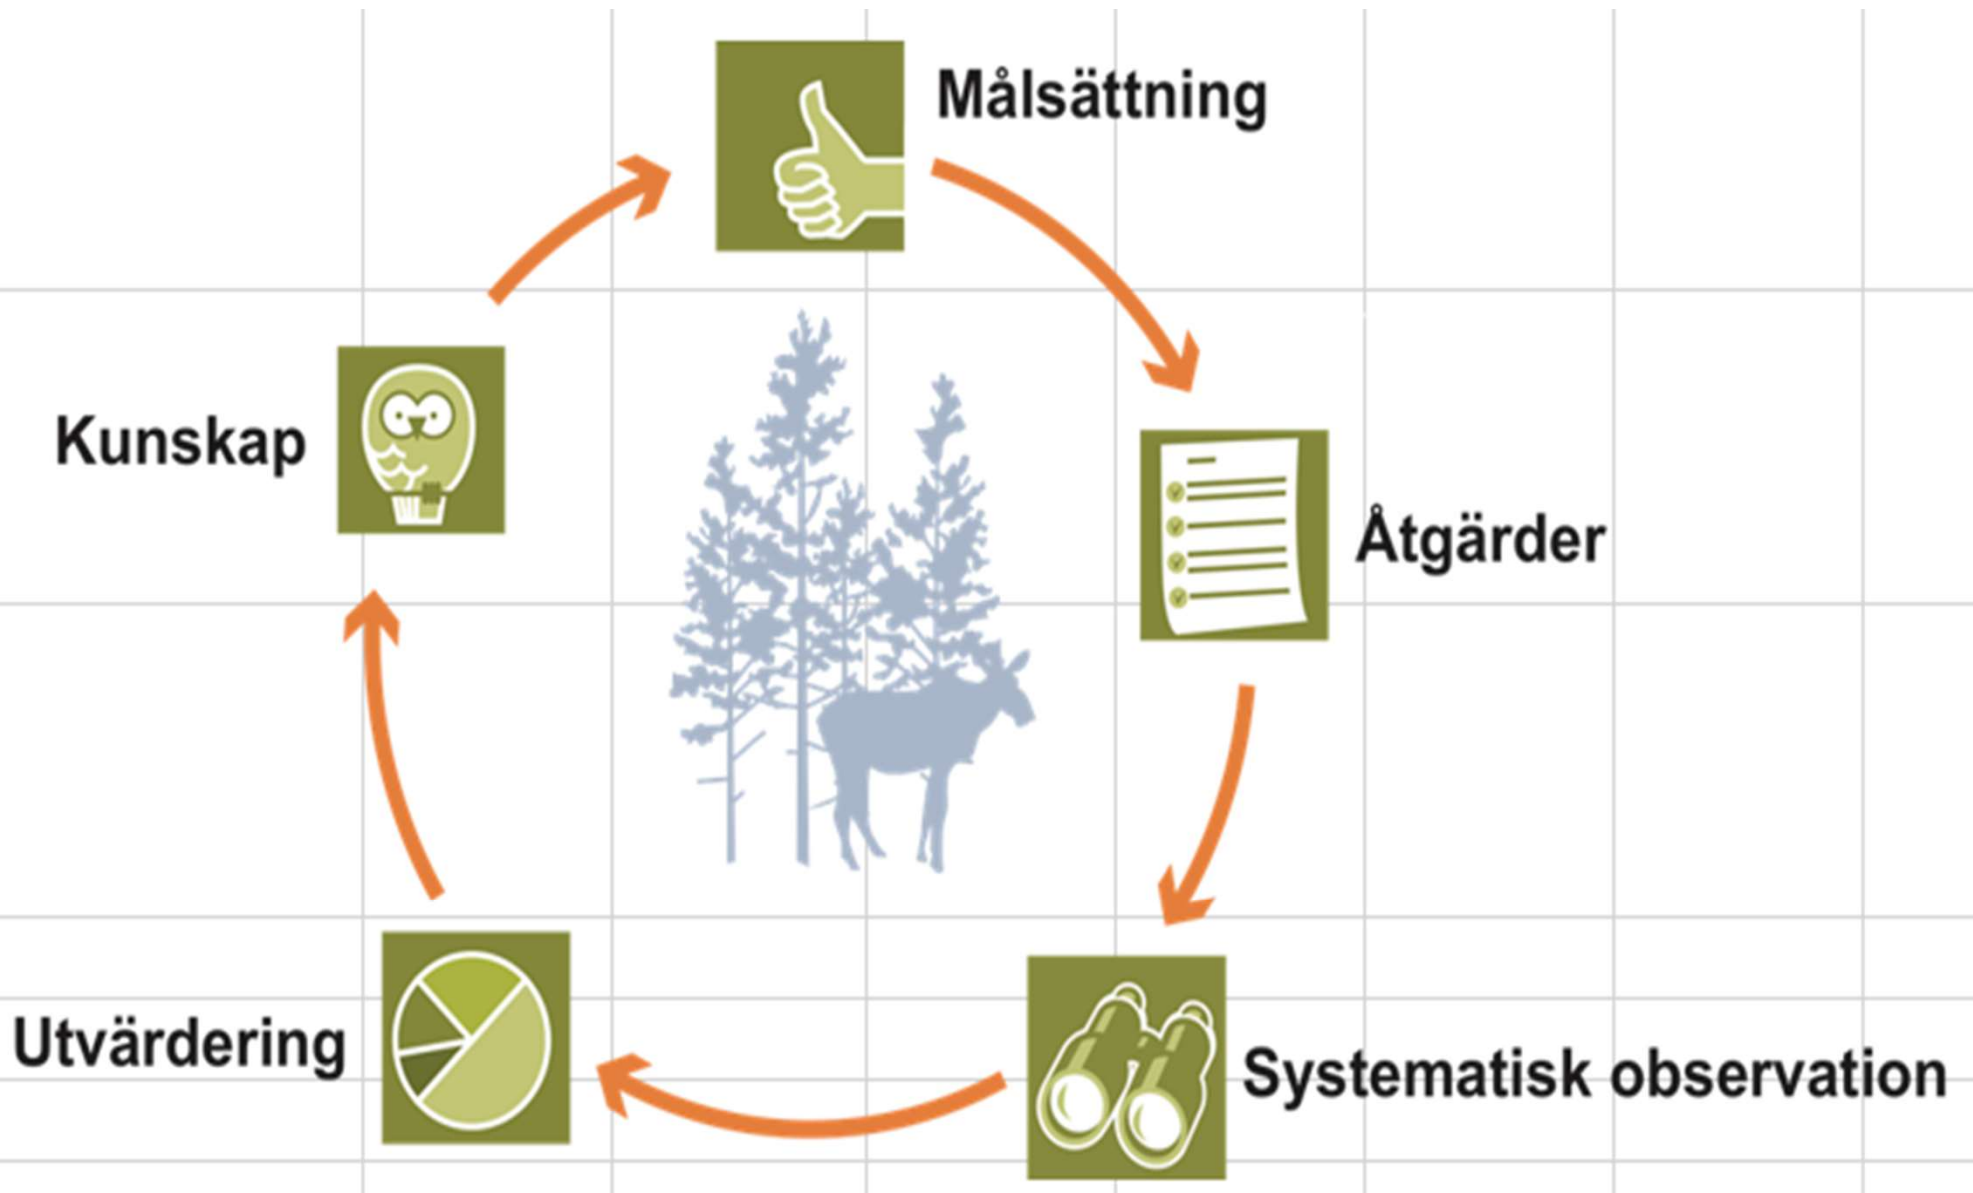 Målsättning
Kunskap
Åtgärder
Utvärdering
Systematisk observation